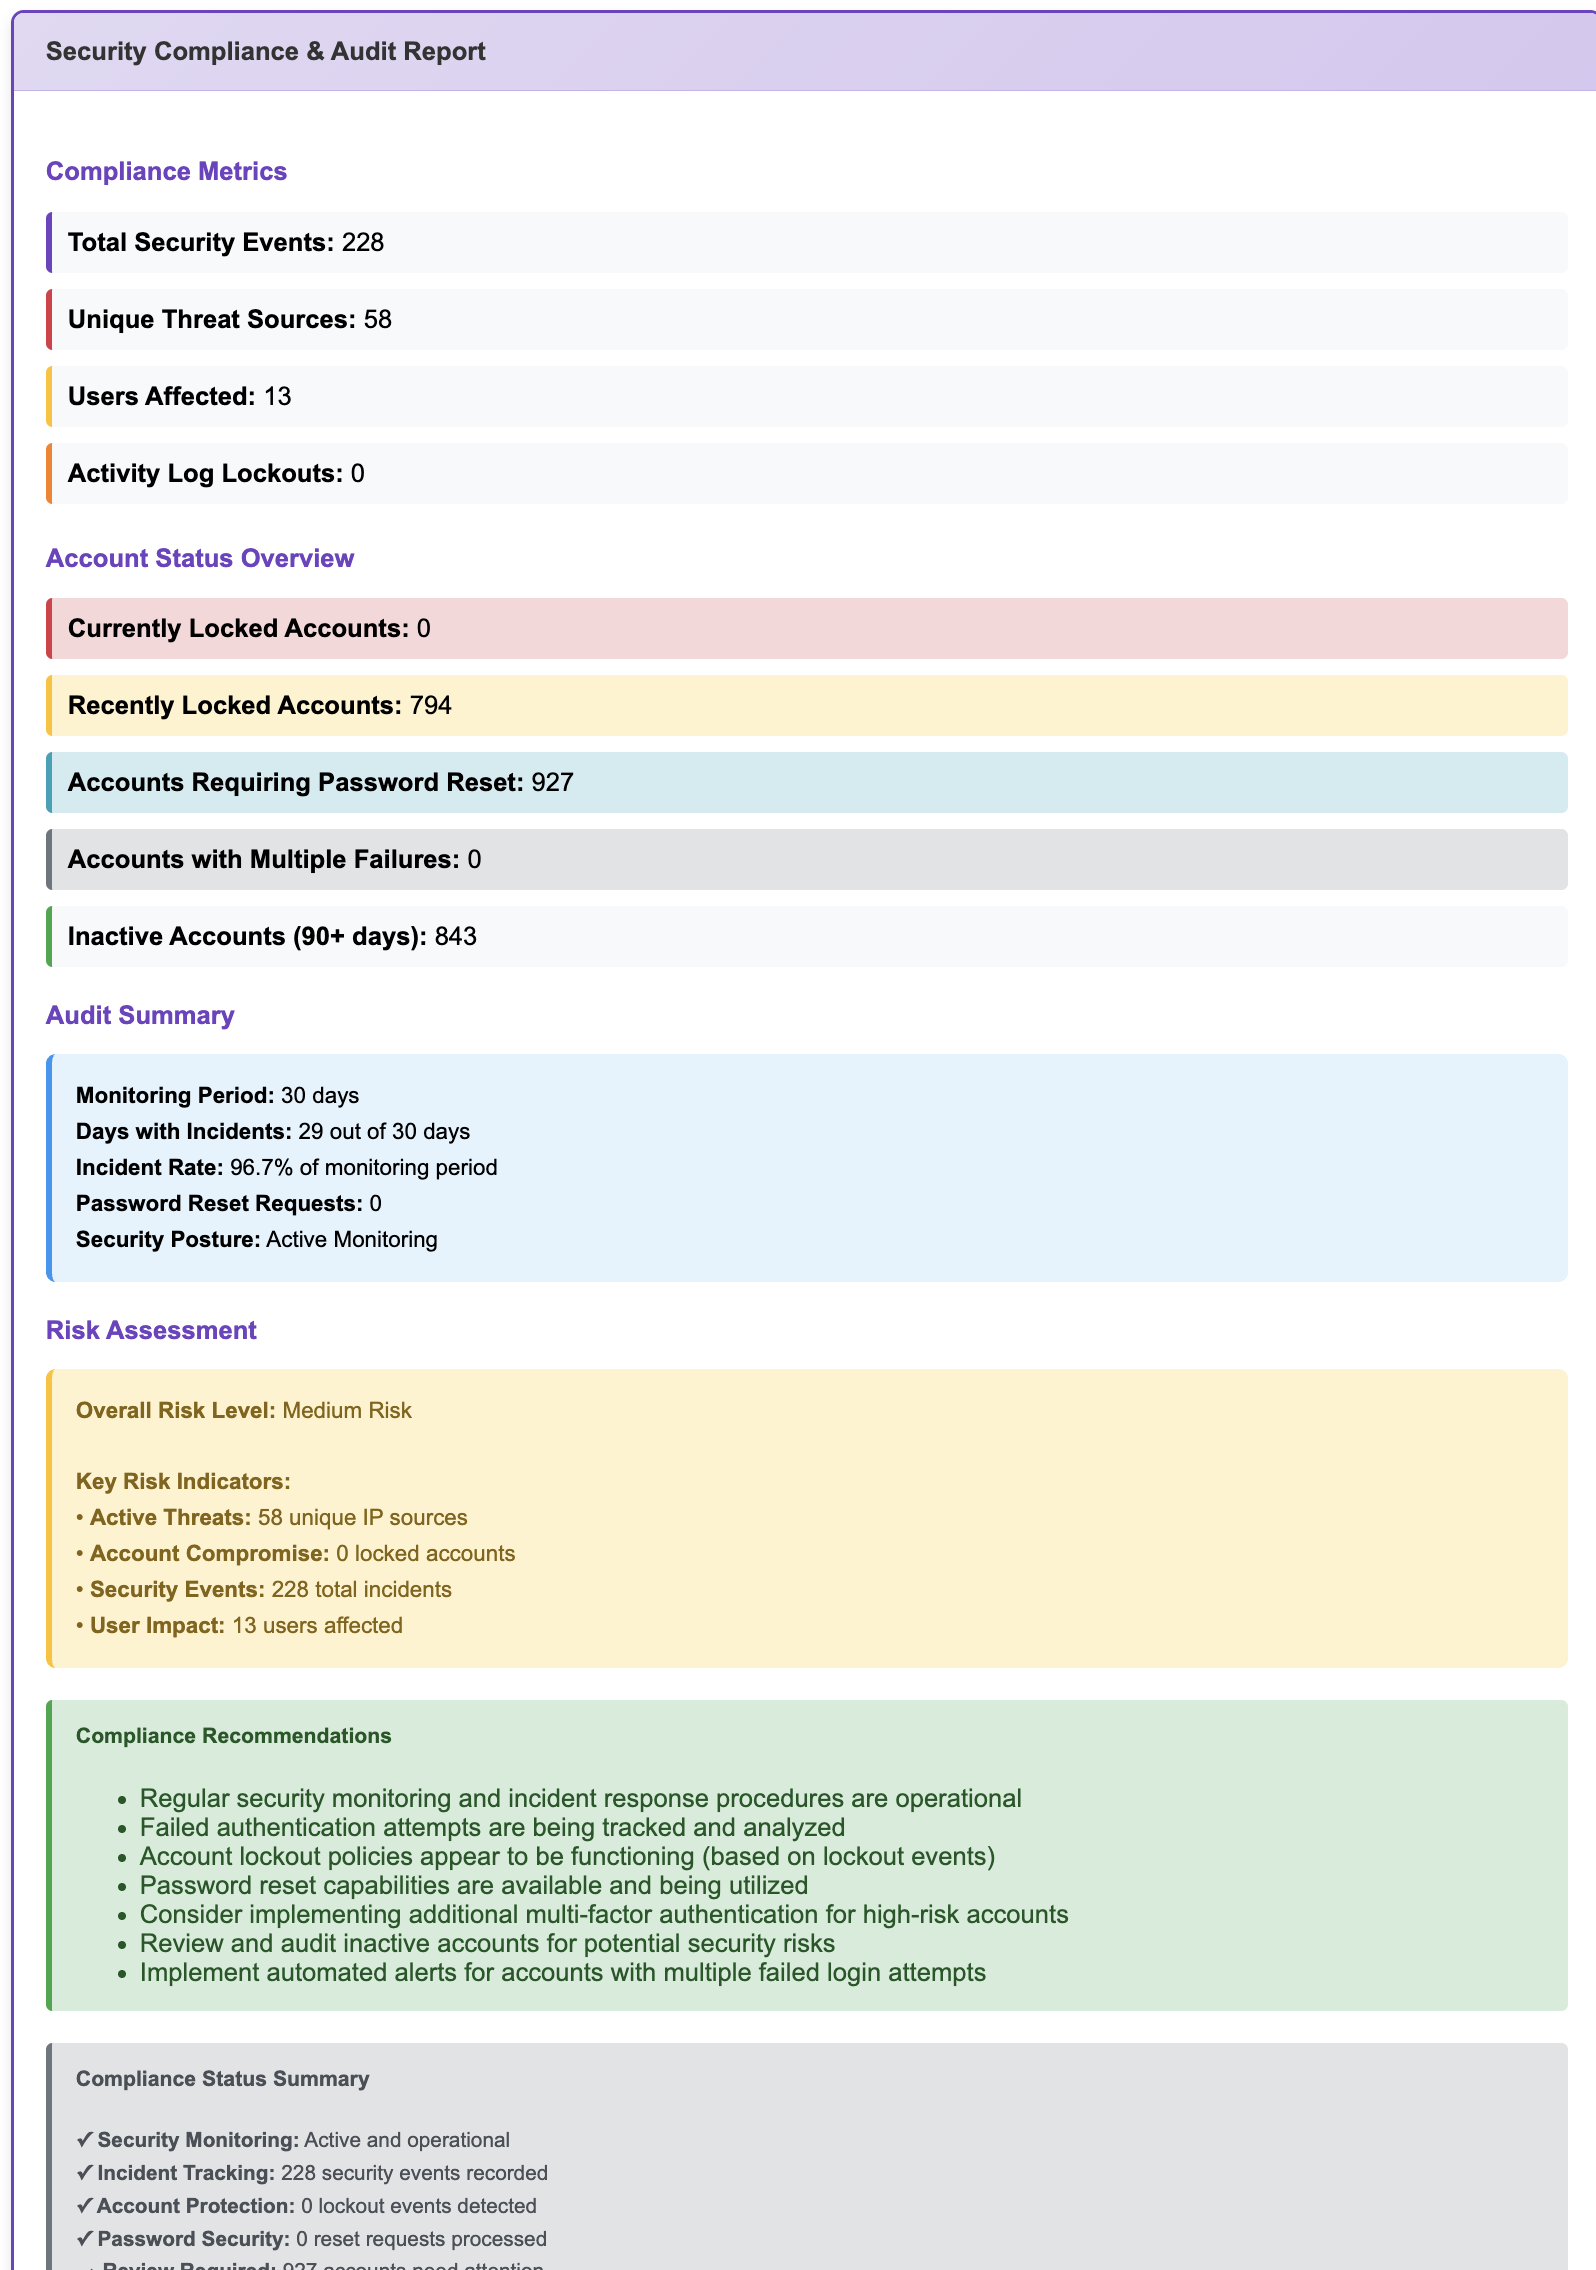 Security Compliance & Audit Report
Compliance Metrics
Total Security Events: 228
Unique Threat Sources: 58
Users Affected: 13
Activity Log Lockouts: 0
Account Status Overview
Currently Locked Accounts: 0
Recently Locked Accounts: 794
Accounts Requiring Password Reset: 927
Accounts with Multiple Failures: 0
Inactive Accounts (90+ days): 843
Audit Summary
Monitoring Period: 30 days
Days with Incidents: 29 out of 30 days
Incident Rate: 96.7% of monitoring period
Password Reset Requests: 0
Security Posture: Active Monitoring
Risk Assessment
Overall Risk Level: Medium Risk
Key Risk Indicators:
• Active Threats: 58 unique IP sources
• Account Compromise: 0 locked accounts
• Security Events: 228 total incidents
• User Impact: 13 users affected
Compliance Recommendations
• Regular security monitoring and incident response procedures are operational
• Failed authentication attempts are being tracked and analyzed
• Account lockout policies appear to be functioning (based on lockout events)
• Password reset capabilities are available and being utilized
• Consider implementing additional multi-factor authentication for high-risk accounts
• Review and audit inactive accounts for potential security risks
• Implement automated alerts for accounts with multiple failed login attempts
Compliance Status Summary
✓ Security Monitoring: Active and operational
✓ Incident Tracking: 228 security events recorded
✓ Account Protection: 0 lockout events detected
✓ Password Security: 0 reset requests processed
Review Required: 927 accounts need attention